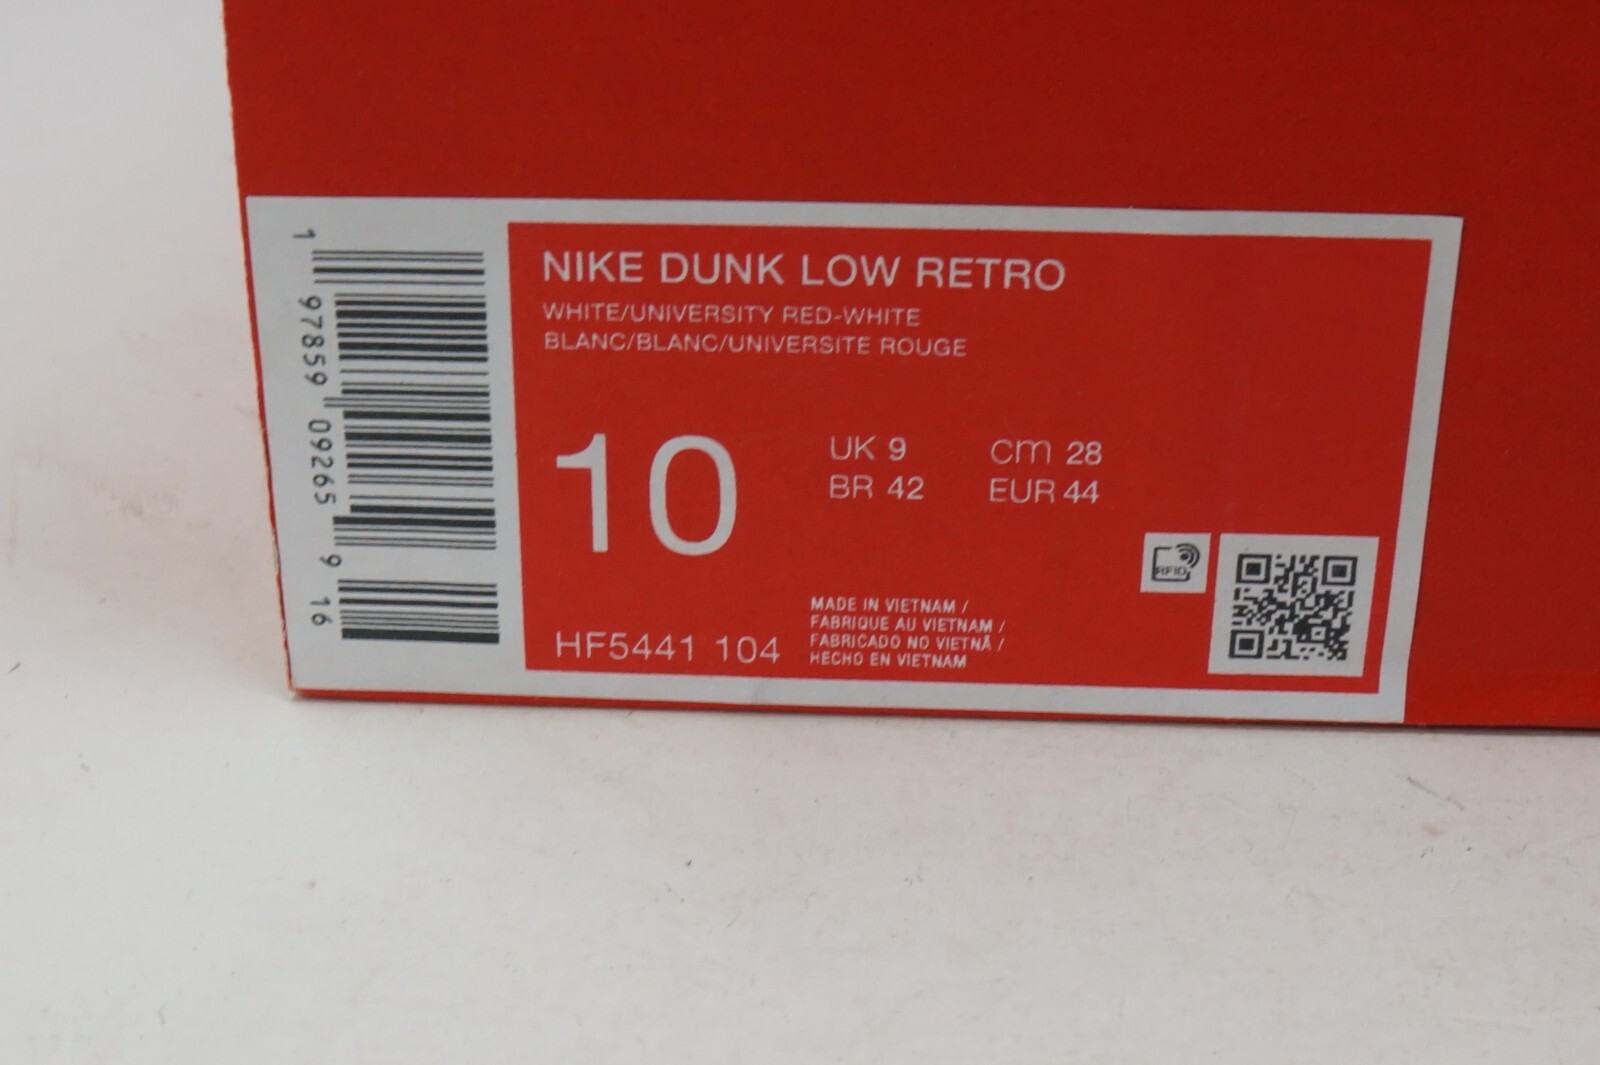 NIKE DUNK LOW RETRO
WHITE/UNIVERSITY RED-WHITE
BLANC/BLANC/UNIVERSITE ROUGE
10
UK 9 cm 28
BR 42 EUR 44
RFID
HF5441 104
MADE IN VIETNAM /
FABRIQUE AU VIETNAM /
FABRICADO NO VIETNÃ /
HECHO EN VIETNAM
1 97859 09265 9 16